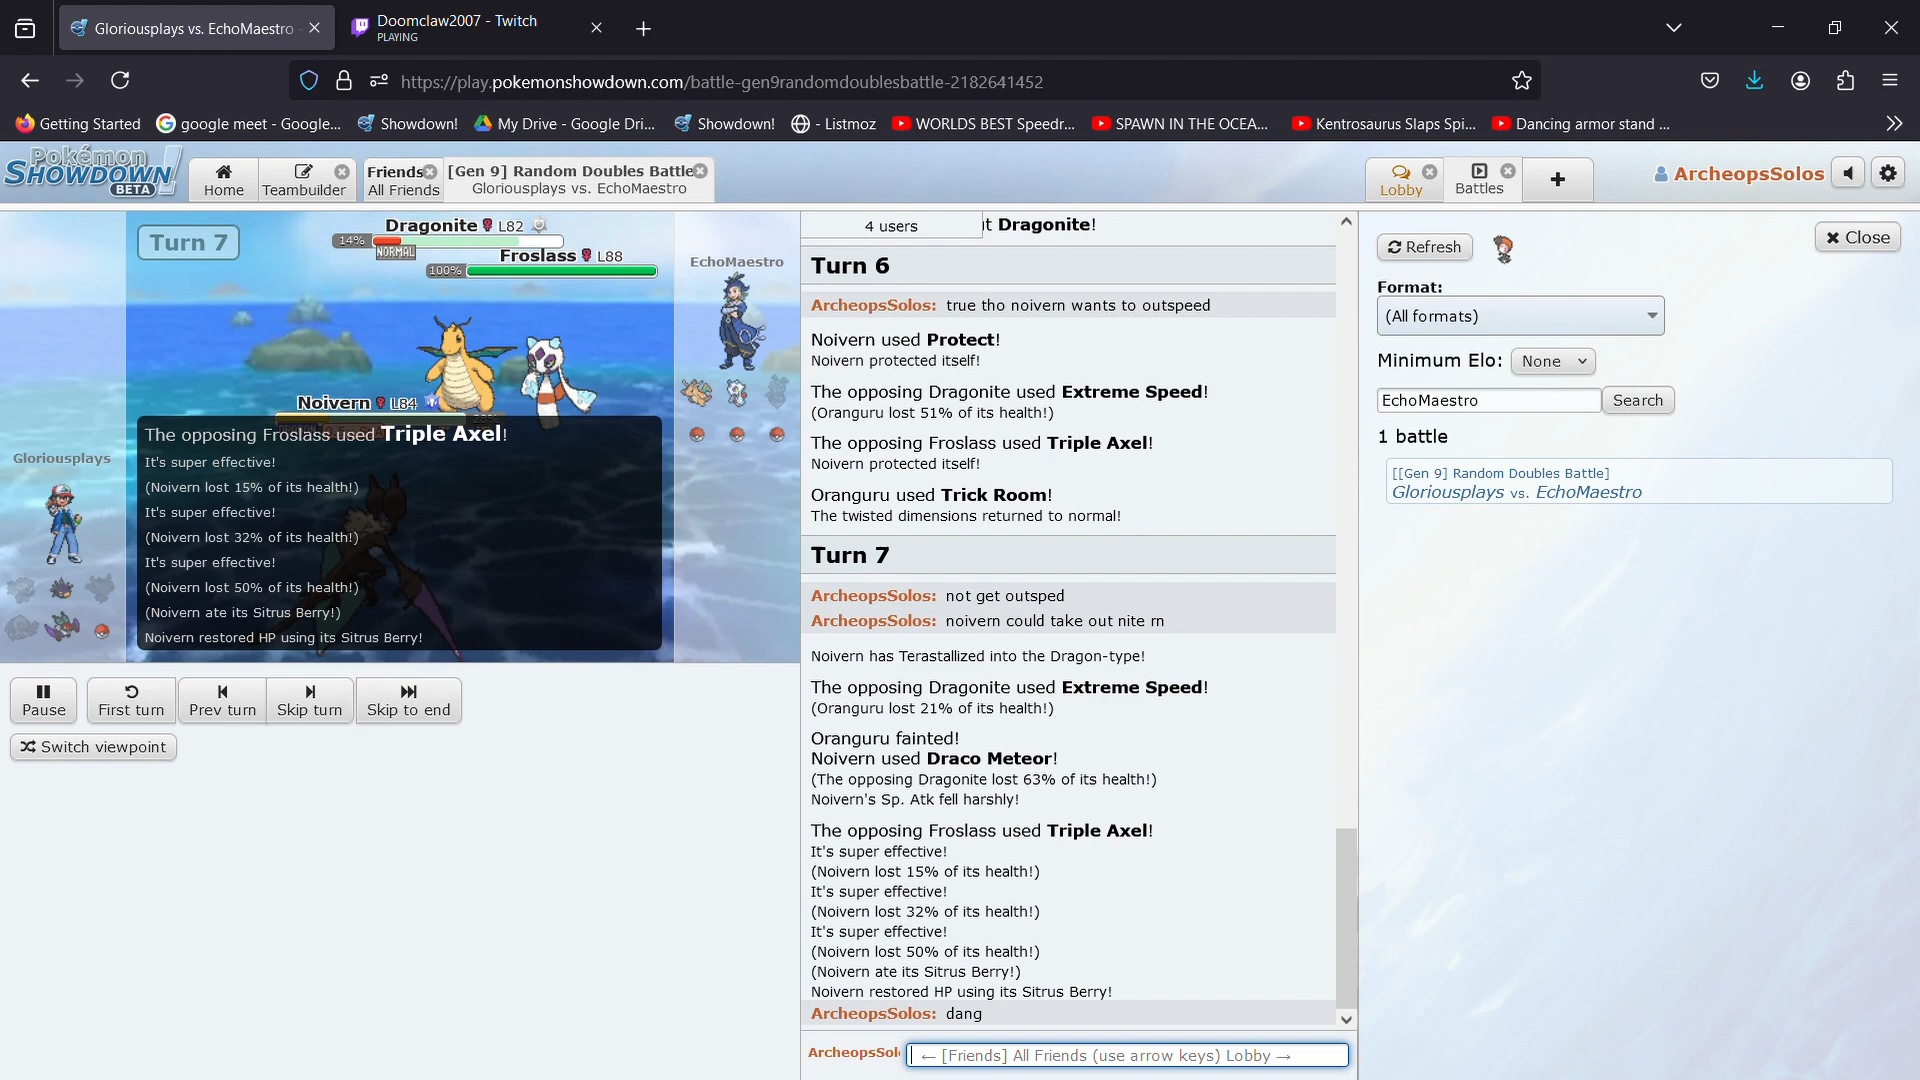 Gloriousplays vs. EchoMaestro -
Doomclaw2007 - Twitch
PLAYING
https://play.pokemonshowdown.com/battle-gen9randomdoublesbattle-2182641452
Getting Started
google meet - Google...
Showdown!
My Drive - Google Dri...
Showdown!
- Listmoz
WORLDS BEST Speedr...
SPAWN IN THE OCEA...
Kentrosaurus Slaps Spi...
Dancing armor stand ...
Pokémon
SHOWDOWN!
BETA
Home
Teambuilder
Friends
All Friends
[Gen 9] Random Doubles Battle
Gloriousplays vs. EchoMaestro
Lobby
Battles
ArcheopsSolos
Turn 7
Dragonite L82
14%
NORMAL
Froslass L88
100%
EchoMaestro
Noivern L84
Gloriousplays
The opposing Froslass used Triple Axel!
It's super effective!
(Noivern lost 15% of its health!)
It's super effective!
(Noivern lost 32% of its health!)
It's super effective!
(Noivern lost 50% of its health!)
(Noivern ate its Sitrus Berry!)
Noivern restored HP using its Sitrus Berry!
Pause
First turn
Prev turn
Skip turn
Skip to end
Switch viewpoint
4 users
Dragonite!
Turn 6
ArcheopsSolos: true tho noivern wants to outspeed
Noivern used Protect!
Noivern protected itself!
The opposing Dragonite used Extreme Speed!
(Oranguru lost 51% of its health!)
The opposing Froslass used Triple Axel!
Noivern protected itself!
Oranguru used Trick Room!
The twisted dimensions returned to normal!
Turn 7
ArcheopsSolos: not get outsped
ArcheopsSolos: noivern could take out nite rn
Noivern has Terastallized into the Dragon-type!
The opposing Dragonite used Extreme Speed!
(Oranguru lost 21% of its health!)
Oranguru fainted!
Noivern used Draco Meteor!
(The opposing Dragonite lost 63% of its health!)
Noivern's Sp. Atk fell harshly!
The opposing Froslass used Triple Axel!
It's super effective!
(Noivern lost 15% of its health!)
It's super effective!
(Noivern lost 32% of its health!)
It's super effective!
(Noivern lost 50% of its health!)
(Noivern ate its Sitrus Berry!)
Noivern restored HP using its Sitrus Berry!
ArcheopsSolos: dang
ArcheopsSol
← [Friends] All Friends (use arrow keys) Lobby →
Refresh
Close
Format:
(All formats)
Minimum Elo: None
EchoMaestro
Search
1 battle
[[Gen 9] Random Doubles Battle]
Gloriousplays vs. EchoMaestro